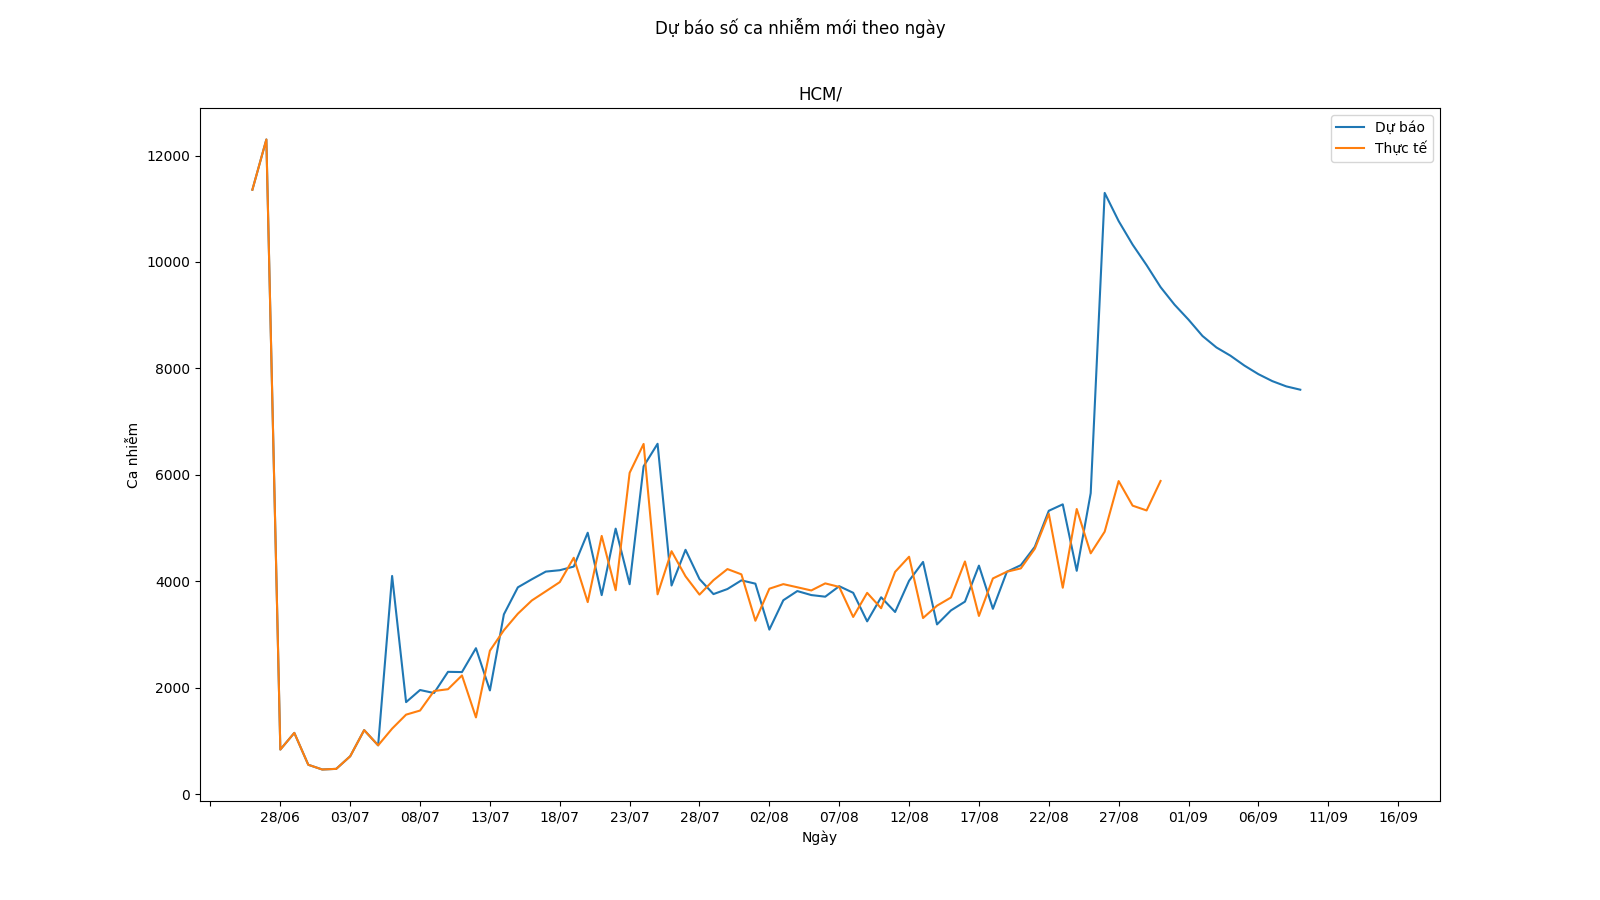 Dự báo số ca nhiễm mới theo ngày
HCM/
Dự báo
Thực tế
12000
10000
8000
6000
4000
2000
0
Ca nhiễm
28/06 03/07 08/07 13/07 18/07 23/07 28/07 02/08 07/08 12/08 17/08 22/08 27/08 01/09 06/09 11/09 16/09
Ngày